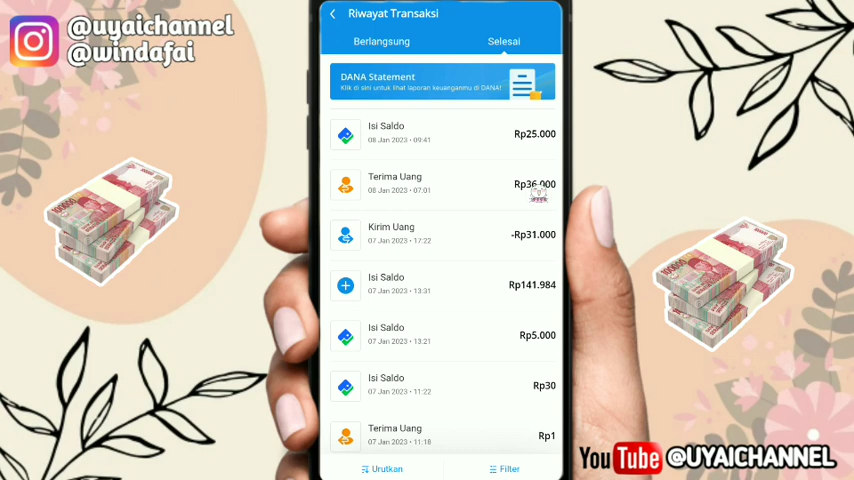 @uyaichannel
@windafai
Riwayat Transaksi
Berlangsung
Selesai
DANA Statement
Klik di sini untuk lihat laporan keuanganmu di DANA!
Isi Saldo
08 Jan 2023 • 09:41
Rp25.000
Terima Uang
08 Jan 2023 • 07:01
Rp36.000
Kirim Uang
07 Jan 2023 • 17:22
-Rp31.000
Isi Saldo
07 Jan 2023 • 13:31
Rp141.984
Isi Saldo
07 Jan 2023 • 13:21
Rp5.000
Isi Saldo
07 Jan 2023 • 11:22
Rp30
Terima Uang
07 Jan 2023 • 11:18
Rp1
Urutkan
Filter
YouTube @UYAICHANNEL